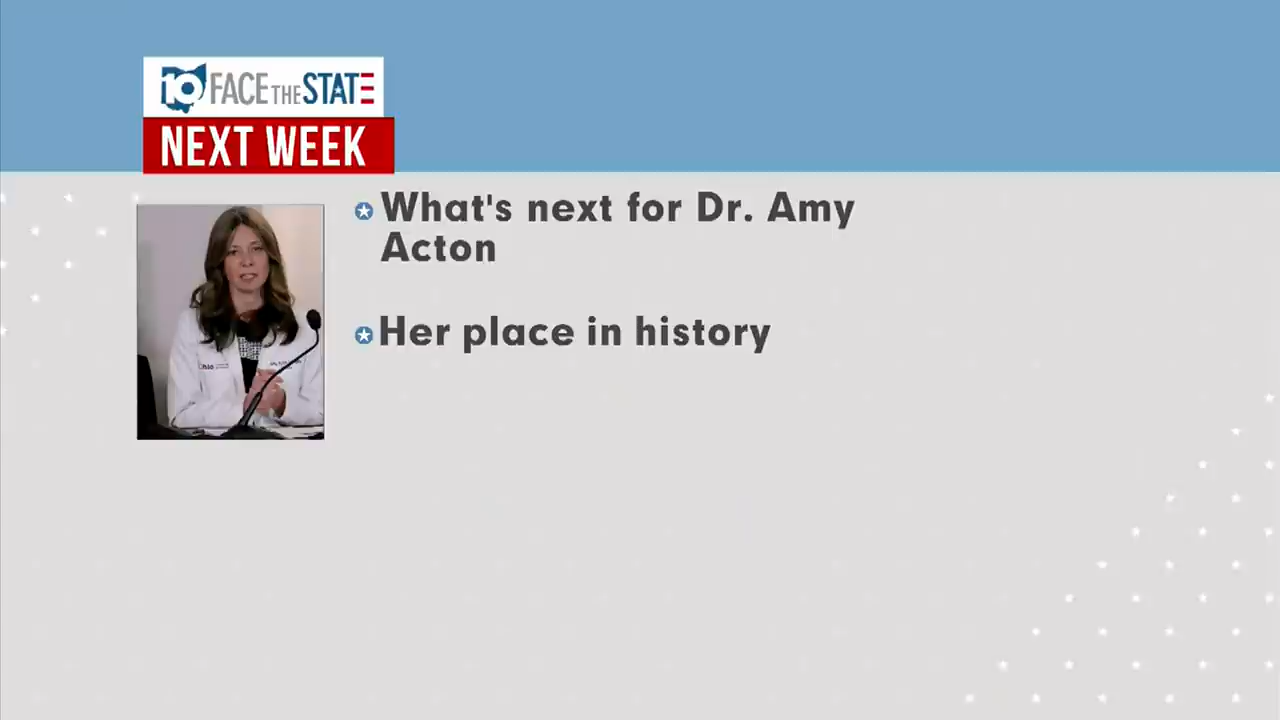 10 FACE THE STATE
NEXT WEEK
What's next for Dr. Amy
Acton
Her place in history